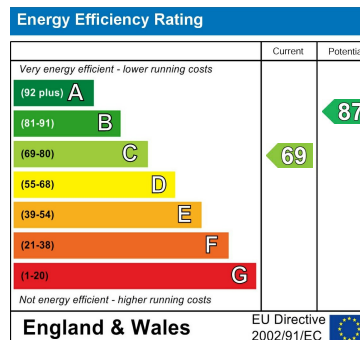 Energy Efficiency Rating
Current Potentia
Very energy efficient - lower running costs
(92 plus) A
(81-91) B
87
(69-80) C
69
(55-68) D
(39-54) E
(21-38) F
(1-20) G
Not energy efficient - higher running costs
England & Wales
EU Directive
2002/91/EC